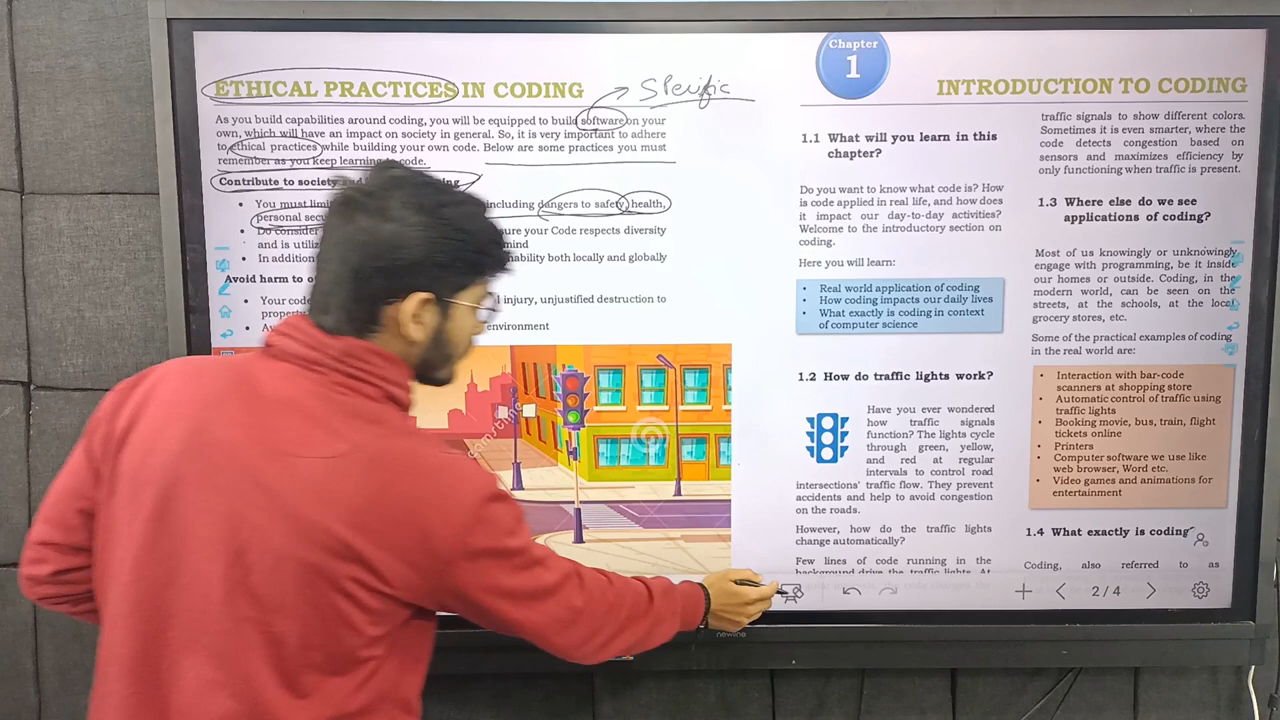 ETHICAL PRACTICES IN CODING
Specific
As you build capabilities around coding, you will be equipped to build software on your
own, which will have an impact on society in general. So, it is very important to adhere
to ethical practices while building your own code. Below are some practices you must
remember as you keep learning to code.
Contribute to society
You must limi including dangers to safety, health,
personal secu
Do consider sure your Code respects diversity
and is utiliz mind
In addition nability both locally and globally
Avoid harm to o
Your code l injury, unjustified destruction to
property
environment
Chapter
1
INTRODUCTION TO CODING
1.1 What will you learn in this
chapter?
Do you want to know what code is? How
is code applied in real life, and how does
it impact our day-to-day activities?
Welcome to the introductory section on
coding.
Here you will learn:
• Real world application of coding
• How coding impacts our daily lives
• What exactly is coding in context
of computer science
1.2 How do traffic lights work?
Have you ever wondered
how traffic signals
function? The lights cycle
through green, yellow,
and red at regular
intervals to control road
intersections' traffic flow. They prevent
accidents and help to avoid congestion
on the roads.
However, how do the traffic lights
change automatically?
Few lines of code running in the
background drive the traffic lights. At
traffic signals to show different colors.
Sometimes it is even smarter, where the
code detects congestion based on
sensors and maximizes efficiency by
only functioning when traffic is present.
1.3 Where else do we see
applications of coding?
Most of us knowingly or unknowingly
engage with programming, be it inside
our homes or outside. Coding, in the
modern world, can be seen on the
streets, at the schools, at the local
grocery stores, etc.
Some of the practical examples of coding
in the real world are:
• Interaction with bar-code
scanners at shopping store
• Automatic control of traffic using
traffic lights
• Booking movie, bus, train, flight
tickets online
• Printers
• Computer software we use like
web browser, Word etc.
• Video games and animations for
entertainment
1.4 What exactly is coding
Coding, also referred to as
2/4
newline